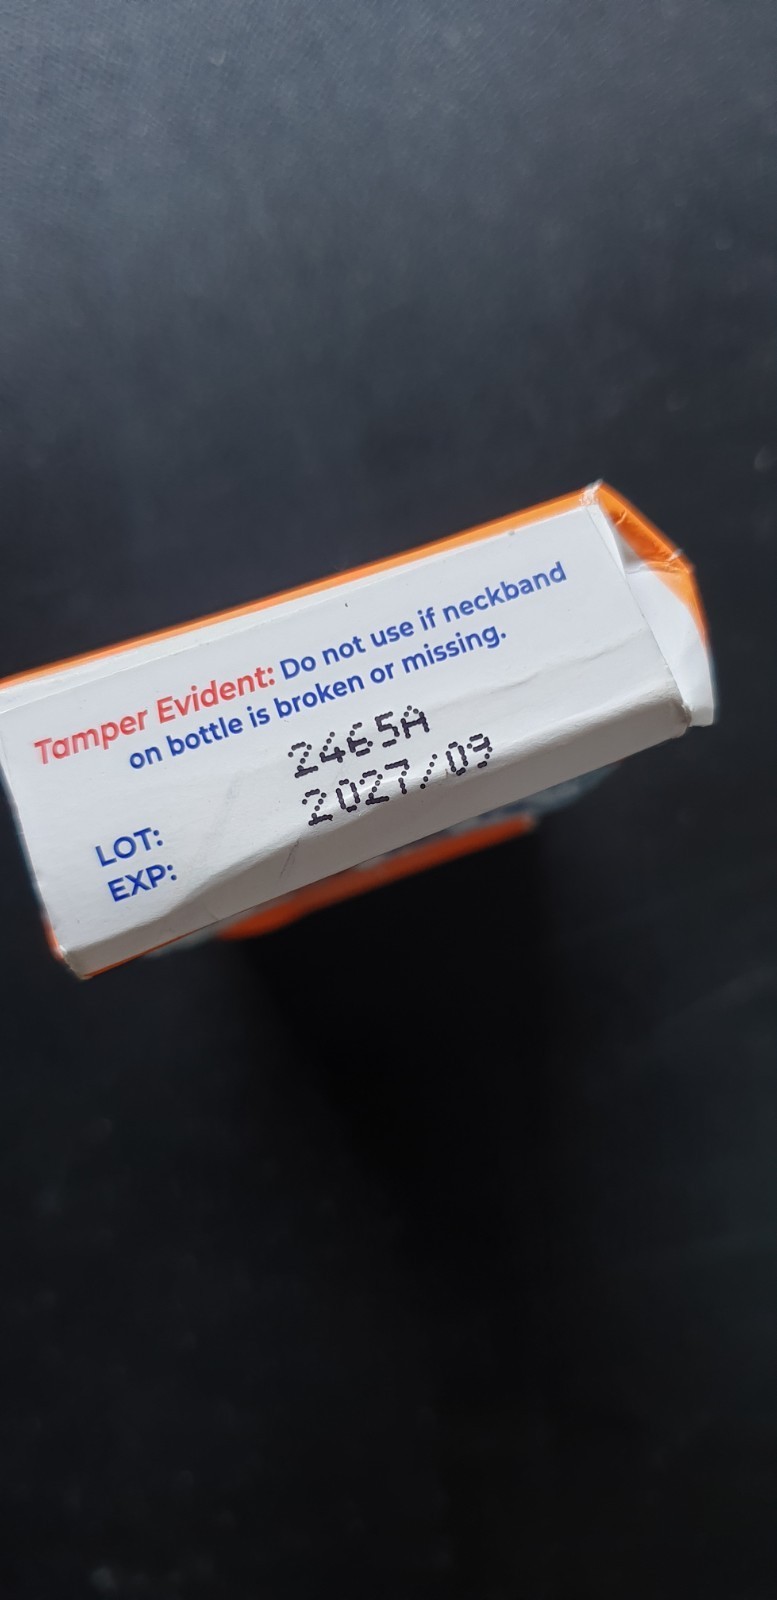 Tamper Evident: Do not use if neckband
on bottle is broken or missing.
2465A
2027/09
LOT:
EXP: